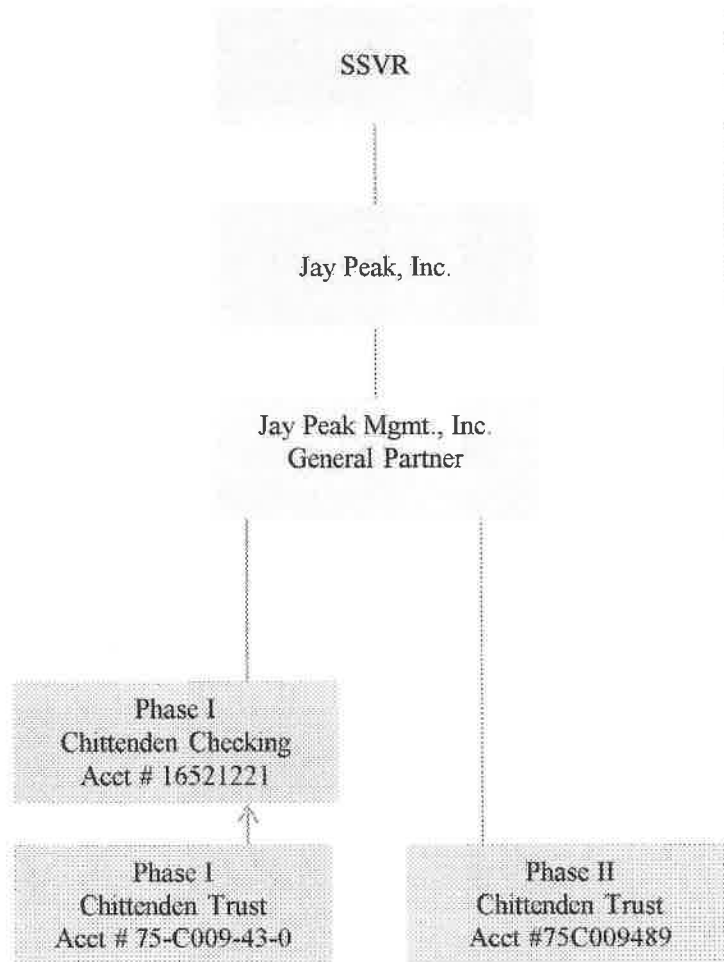 SSVR
Jay Peak, Inc.
Jay Peak Mgmt., Inc.
General Partner
Phase I
Chittenden Checking
Acct # 16521221
Phase I
Chittenden Trust
Acct # 75-C009-43-0
Phase II
Chittenden Trust
Acct #75C009489